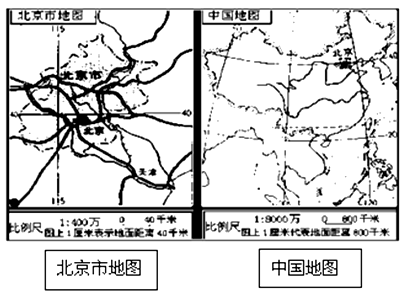 北京市地图
115
北京市
40
40
北京
天津
115
比例尺 1:400万 0 40千米
图上1厘米表示地面距离40千米
北京市地图
中国地图
北京
40
20
比例尺 1:8000万 0 800千米
图上1厘米代表地面距离800千米
中国地图